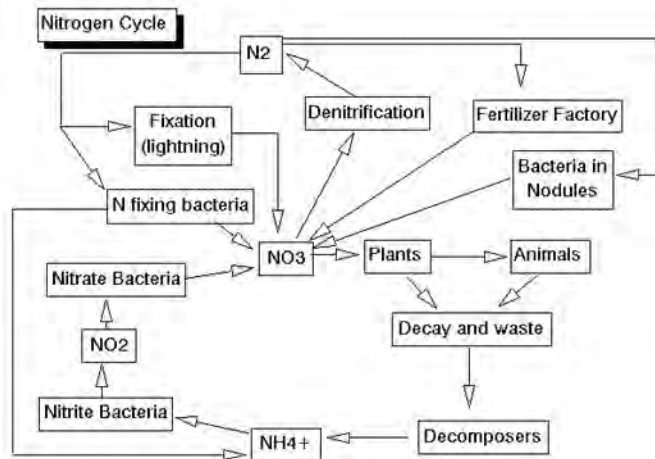 Nitrogen Cycle
N2
Fixation
(lightning)
Denitrification
Fertilizer Factory
Bacteria in
Nodules
N fixing bacteria
NO3
Plants
Animals
Nitrate Bacteria
Decay and waste
NO2
Nitrite Bacteria
NH4+
Decomposers